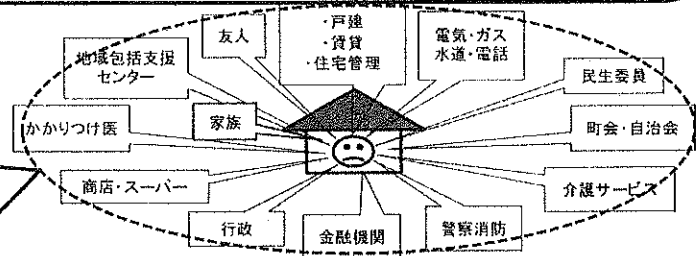 友人
・戸建
・賃貸
・住宅管理
電気・ガス
水道・電話
地域包括支援
センター
民生委員
かかりつけ医
家族
町会・自治会
商店・スーパー
介護サービス
行政
金融機関
警察消防